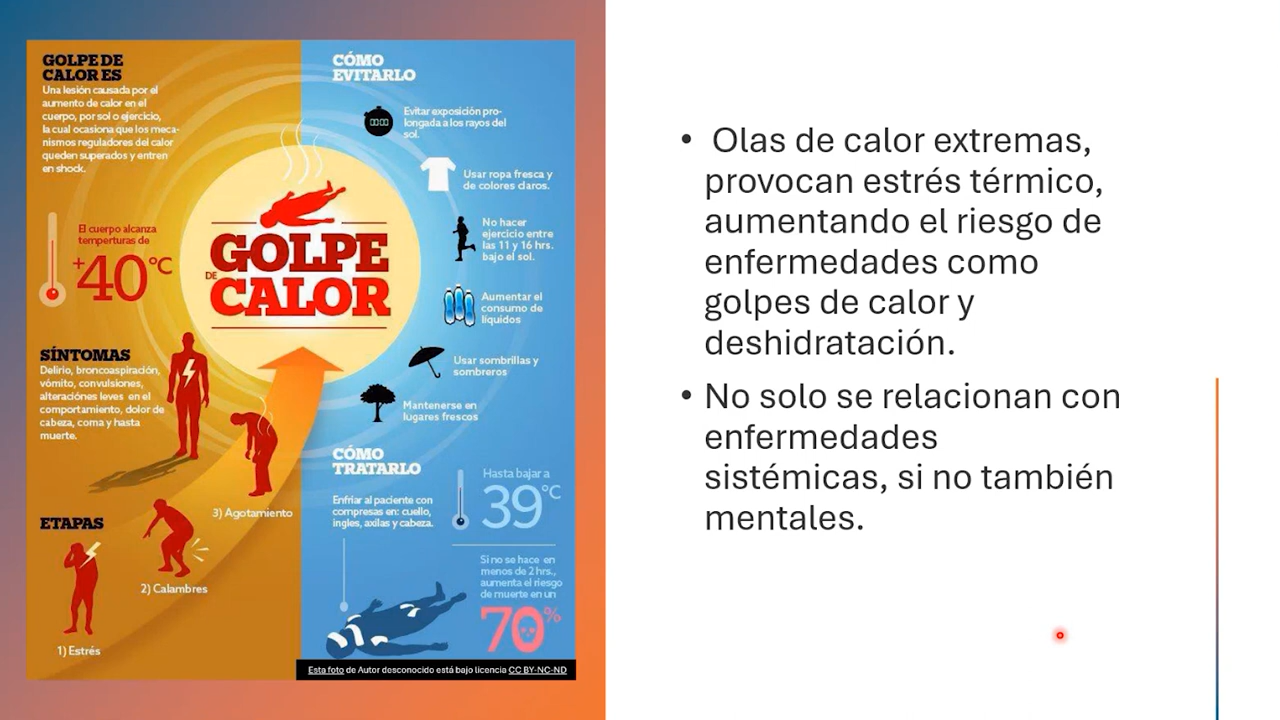 GOLPE DE
CALOR ES
Una lesión causada por el
aumento de calor en el
cuerpo, por sol o ejercicio,
la cual ocasiona que los meca-
nismos reguladores del calor
queden superados y entren
en shock.
El cuerpo alcanza
temperturas de
+40°C
SÍNTOMAS
Delirio, broncoaspiración,
vómito, convulsiones,
alteraciónes leves en el
comportamiento, dolor de
cabeza, coma y hasta
muerte.
ETAPAS
1) Estrés
2) Calambres
3) Agotamiento
GOLPE
DE
CALOR
CÓMO
EVITARLO
Evitar exposición pro-
longada a los rayos del
sol.
Usar ropa fresca y
de colores claros.
No hacer
ejercicio entre
las 11 y 16 hrs.
bajo el sol.
Aumentar el
consumo de
líquidos
Usar sombrillas y
sombreros
Mantenerse en
lugares frescos
CÓMO
TRATARLO
Enfriar al paciente con
compresas en: cuello,
ingles, axilas y cabeza.
Hasta bajar a
39°C
Si no se hace en
menos de 2 hrs.,
aumenta el riesgo
de muerte en un
70%
Esta foto de Autor desconocido está bajo licencia CC BY-NC-ND
• Olas de calor extremas,
provocan estrés térmico,
aumentando el riesgo de
enfermedades como
golpes de calor y
deshidratación.
• No solo se relacionan con
enfermedades
sistémicas, si no también
mentales.